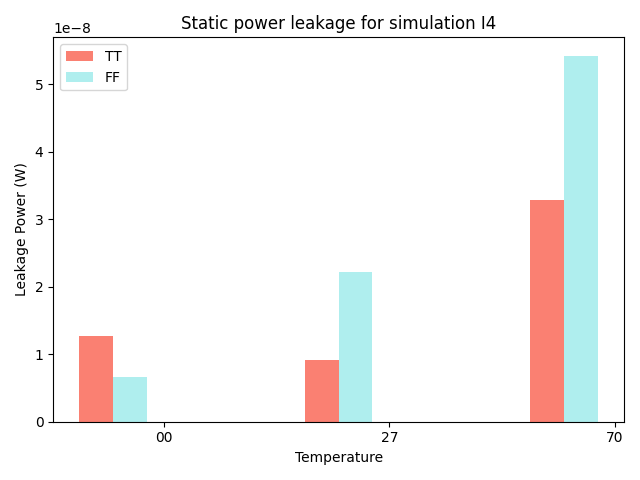 Static power leakage for simulation I4
1e−8
TT
FF
5
4
3
2
1
0
Leakage Power (W)
00
27
70
Temperature